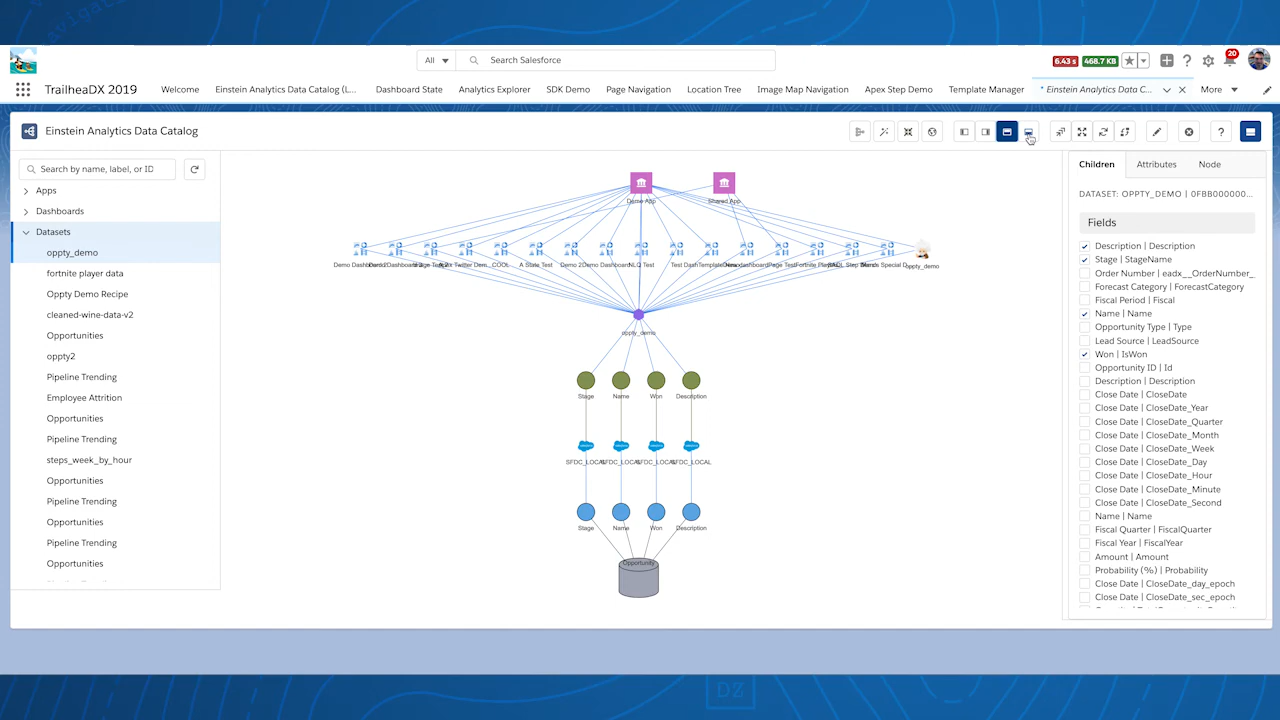 All
Search Salesforce
6.43 s
468.7 KB
20
TrailheaDX 2019
Welcome
Einstein Analytics Data Catalog (L...
Dashboard State
Analytics Explorer
SDK Demo
Page Navigation
Location Tree
Image Map Navigation
Apex Step Demo
Template Manager
* Einstein Analytics Data C...
More
Einstein Analytics Data Catalog
Search by name, label, or ID
Apps
Dashboards
Datasets
oppty_demo
fortnite player data
Oppty Demo Recipe
cleaned-wine-data-v2
Opportunities
oppty2
Pipeline Trending
Employee Attrition
Opportunities
Pipeline Trending
steps_week_by_hour
Opportunities
Pipeline Trending
Opportunities
Pipeline Trending
Opportunities
Demo App
Shared App
COOL
A State Test
NLQ Test
oppty_demo
oppty_demo
Stage
Name
Won
Description
SFDC_LOCAL
SFDC_LOCAL
SFDC_LOCAL
SFDC_LOCAL
Stage
Name
Won
Description
Opportunity
Children
Attributes
Node
DATASET: OPPTY_DEMO | 0FBB000000...
Fields
Description | Description
Stage | StageName
Order Number | eadx__OrderNumber_
Forecast Category | ForecastCategory
Fiscal Period | Fiscal
Name | Name
Opportunity Type | Type
Lead Source | LeadSource
Won | IsWon
Opportunity ID | Id
Description | Description
Close Date | CloseDate
Close Date | CloseDate_Year
Close Date | CloseDate_Quarter
Close Date | CloseDate_Month
Close Date | CloseDate_Week
Close Date | CloseDate_Day
Close Date | CloseDate_Hour
Close Date | CloseDate_Minute
Close Date | CloseDate_Second
Name | Name
Fiscal Quarter | FiscalQuarter
Fiscal Year | FiscalYear
Amount | Amount
Probability (%) | Probability
Close Date | CloseDate_day_epoch
Close Date | CloseDate_sec_epoch
DZ